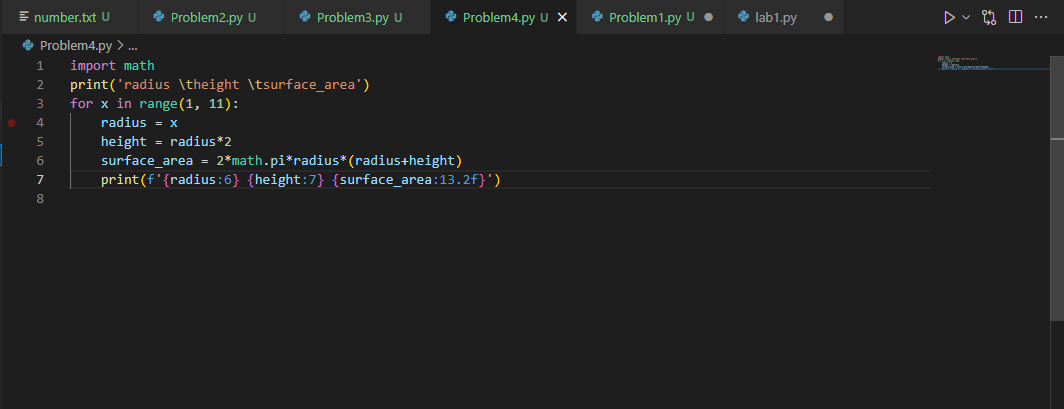 number.txt U Problem2.py U Problem3.py U Problem4.py U Problem1.py U lab1.py
Problem4.py > ...
1 import math
2 print('radius \theight \tsurface_area')
3 for x in range(1, 11):
4     radius = x
5     height = radius*2
6     surface_area = 2*math.pi*radius*(radius+height)
7     print(f'{radius:6} {height:7} {surface_area:13.2f}')
8